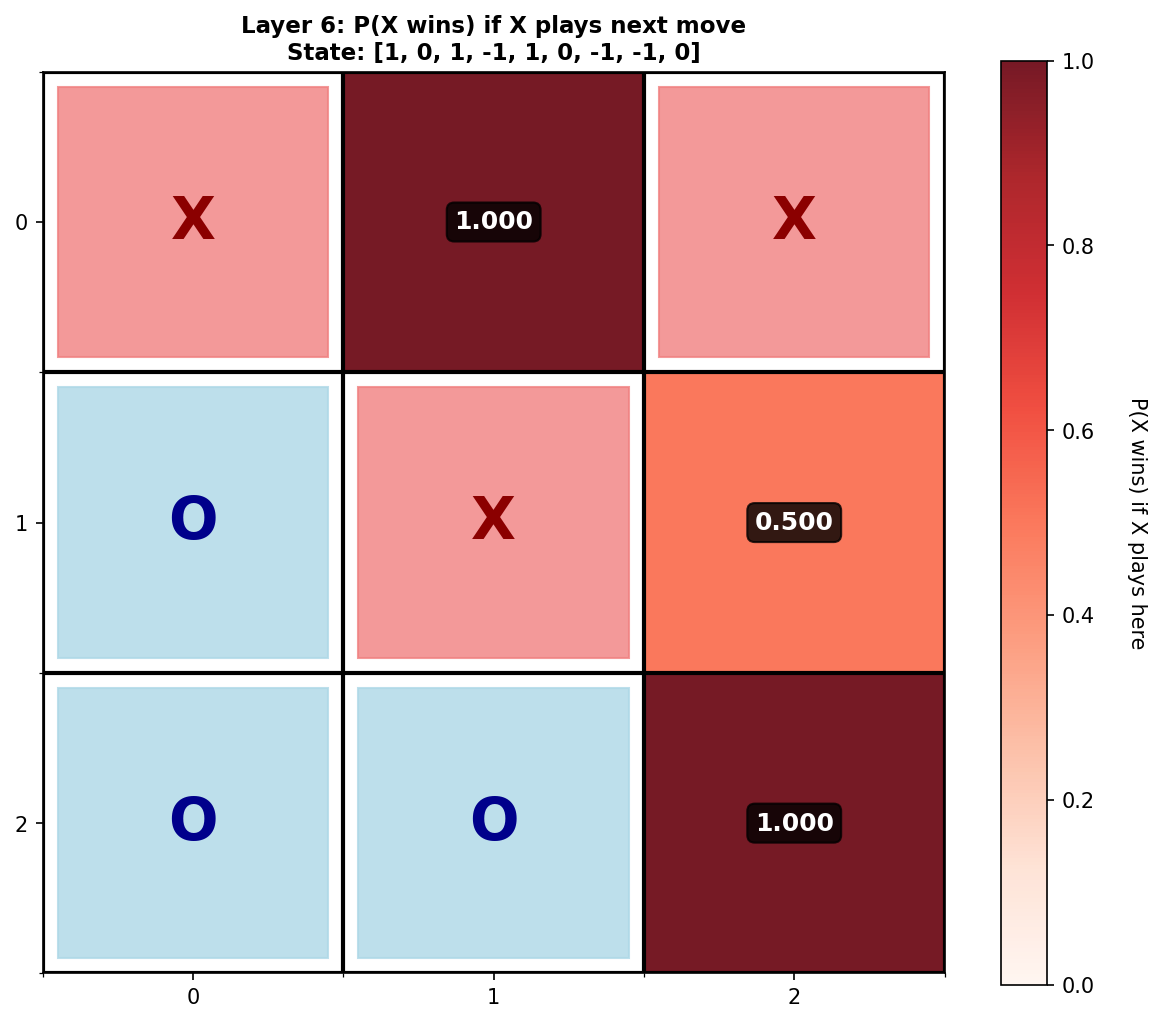 Layer 6: P(X wins) if X plays next move
State: [1, 0, 1, -1, 1, 0, -1, -1, 0]
X
1.000
X
O
X
0.500
O
O
1.000
0
1
2
0
1
2
1.0
0.8
0.6
0.4
0.2
0.0
P(X wins) if X plays here